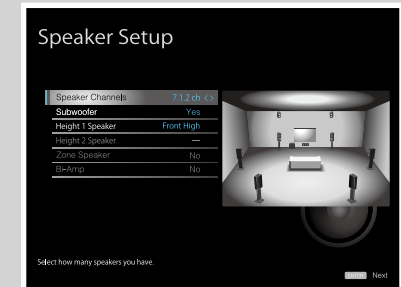 Speaker Setup
Speaker Channels 7.1.2 ch <>
Subwoofer Yes
Height 1 Speaker Front High
Height 2 Speaker —
Zone Speaker No
Bi-Amp No
Select how many speakers you have.
ENTER Next